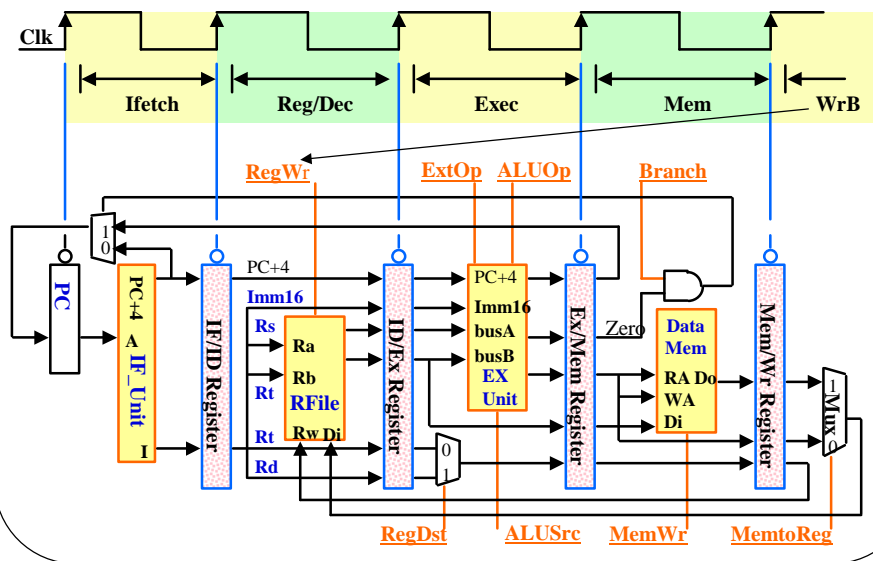 Clk
Ifetch
Reg/Dec
Exec
Mem
WrB
RegWr
ExtOp
ALUOp
Branch
1
0
PC
PC+4
A
IF_Unit
I
IF/ID Register
PC+4
Imm16
Rs
Rt
Rt
Rd
Ra
Rb
RFile
Rw Di
ID/Ex Register
0
1
PC+4
Imm16
busA
busB
EX
Unit
Ex/Mem Register
Zero
Data
Mem
RA Do
WA
Di
Mem/Wr Register
1
Mux
0
RegDst
ALUSrc
MemWr
MemtoReg